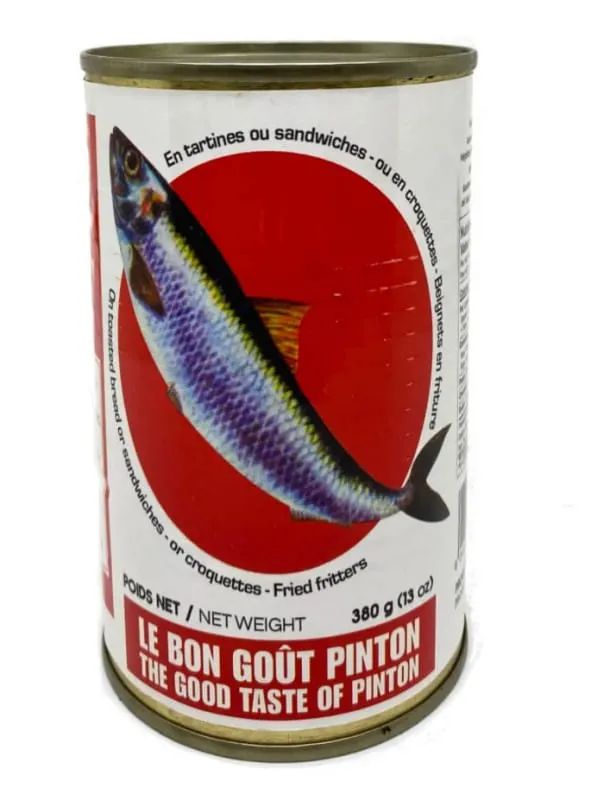 En tartines ou sandwiches - ou en croquettes - Beignets en friture
On toasted bread or sandwiches - or croquettes - Fried fritters
POIDS NET / NET WEIGHT 380 g (13 oz)
LE BON GOÛT PINTON
THE GOOD TASTE OF PINTON